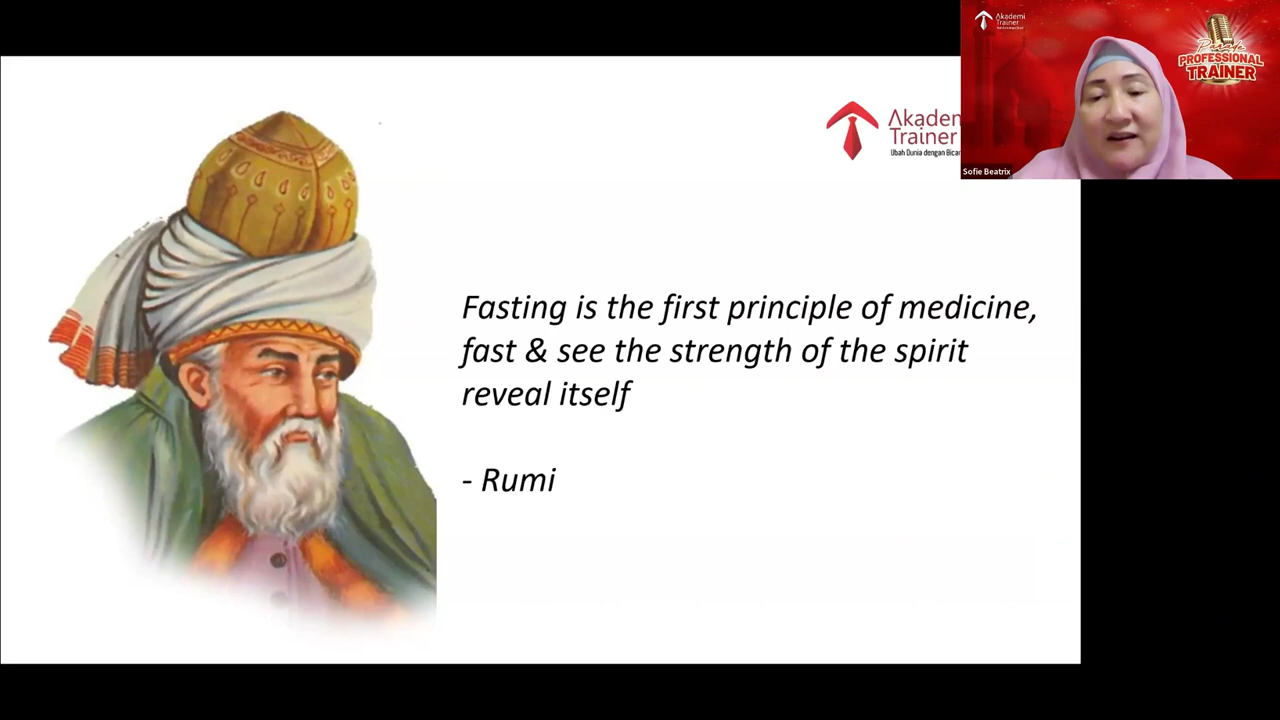 Akadem
Trainer
Ubah Dunia dengan Bicar
Fasting is the first principle of medicine,
fast & see the strength of the spirit
reveal itself
- Rumi
Akademi
Trainer
PROFESSIONAL
TRAINER
Sofie Beatrix